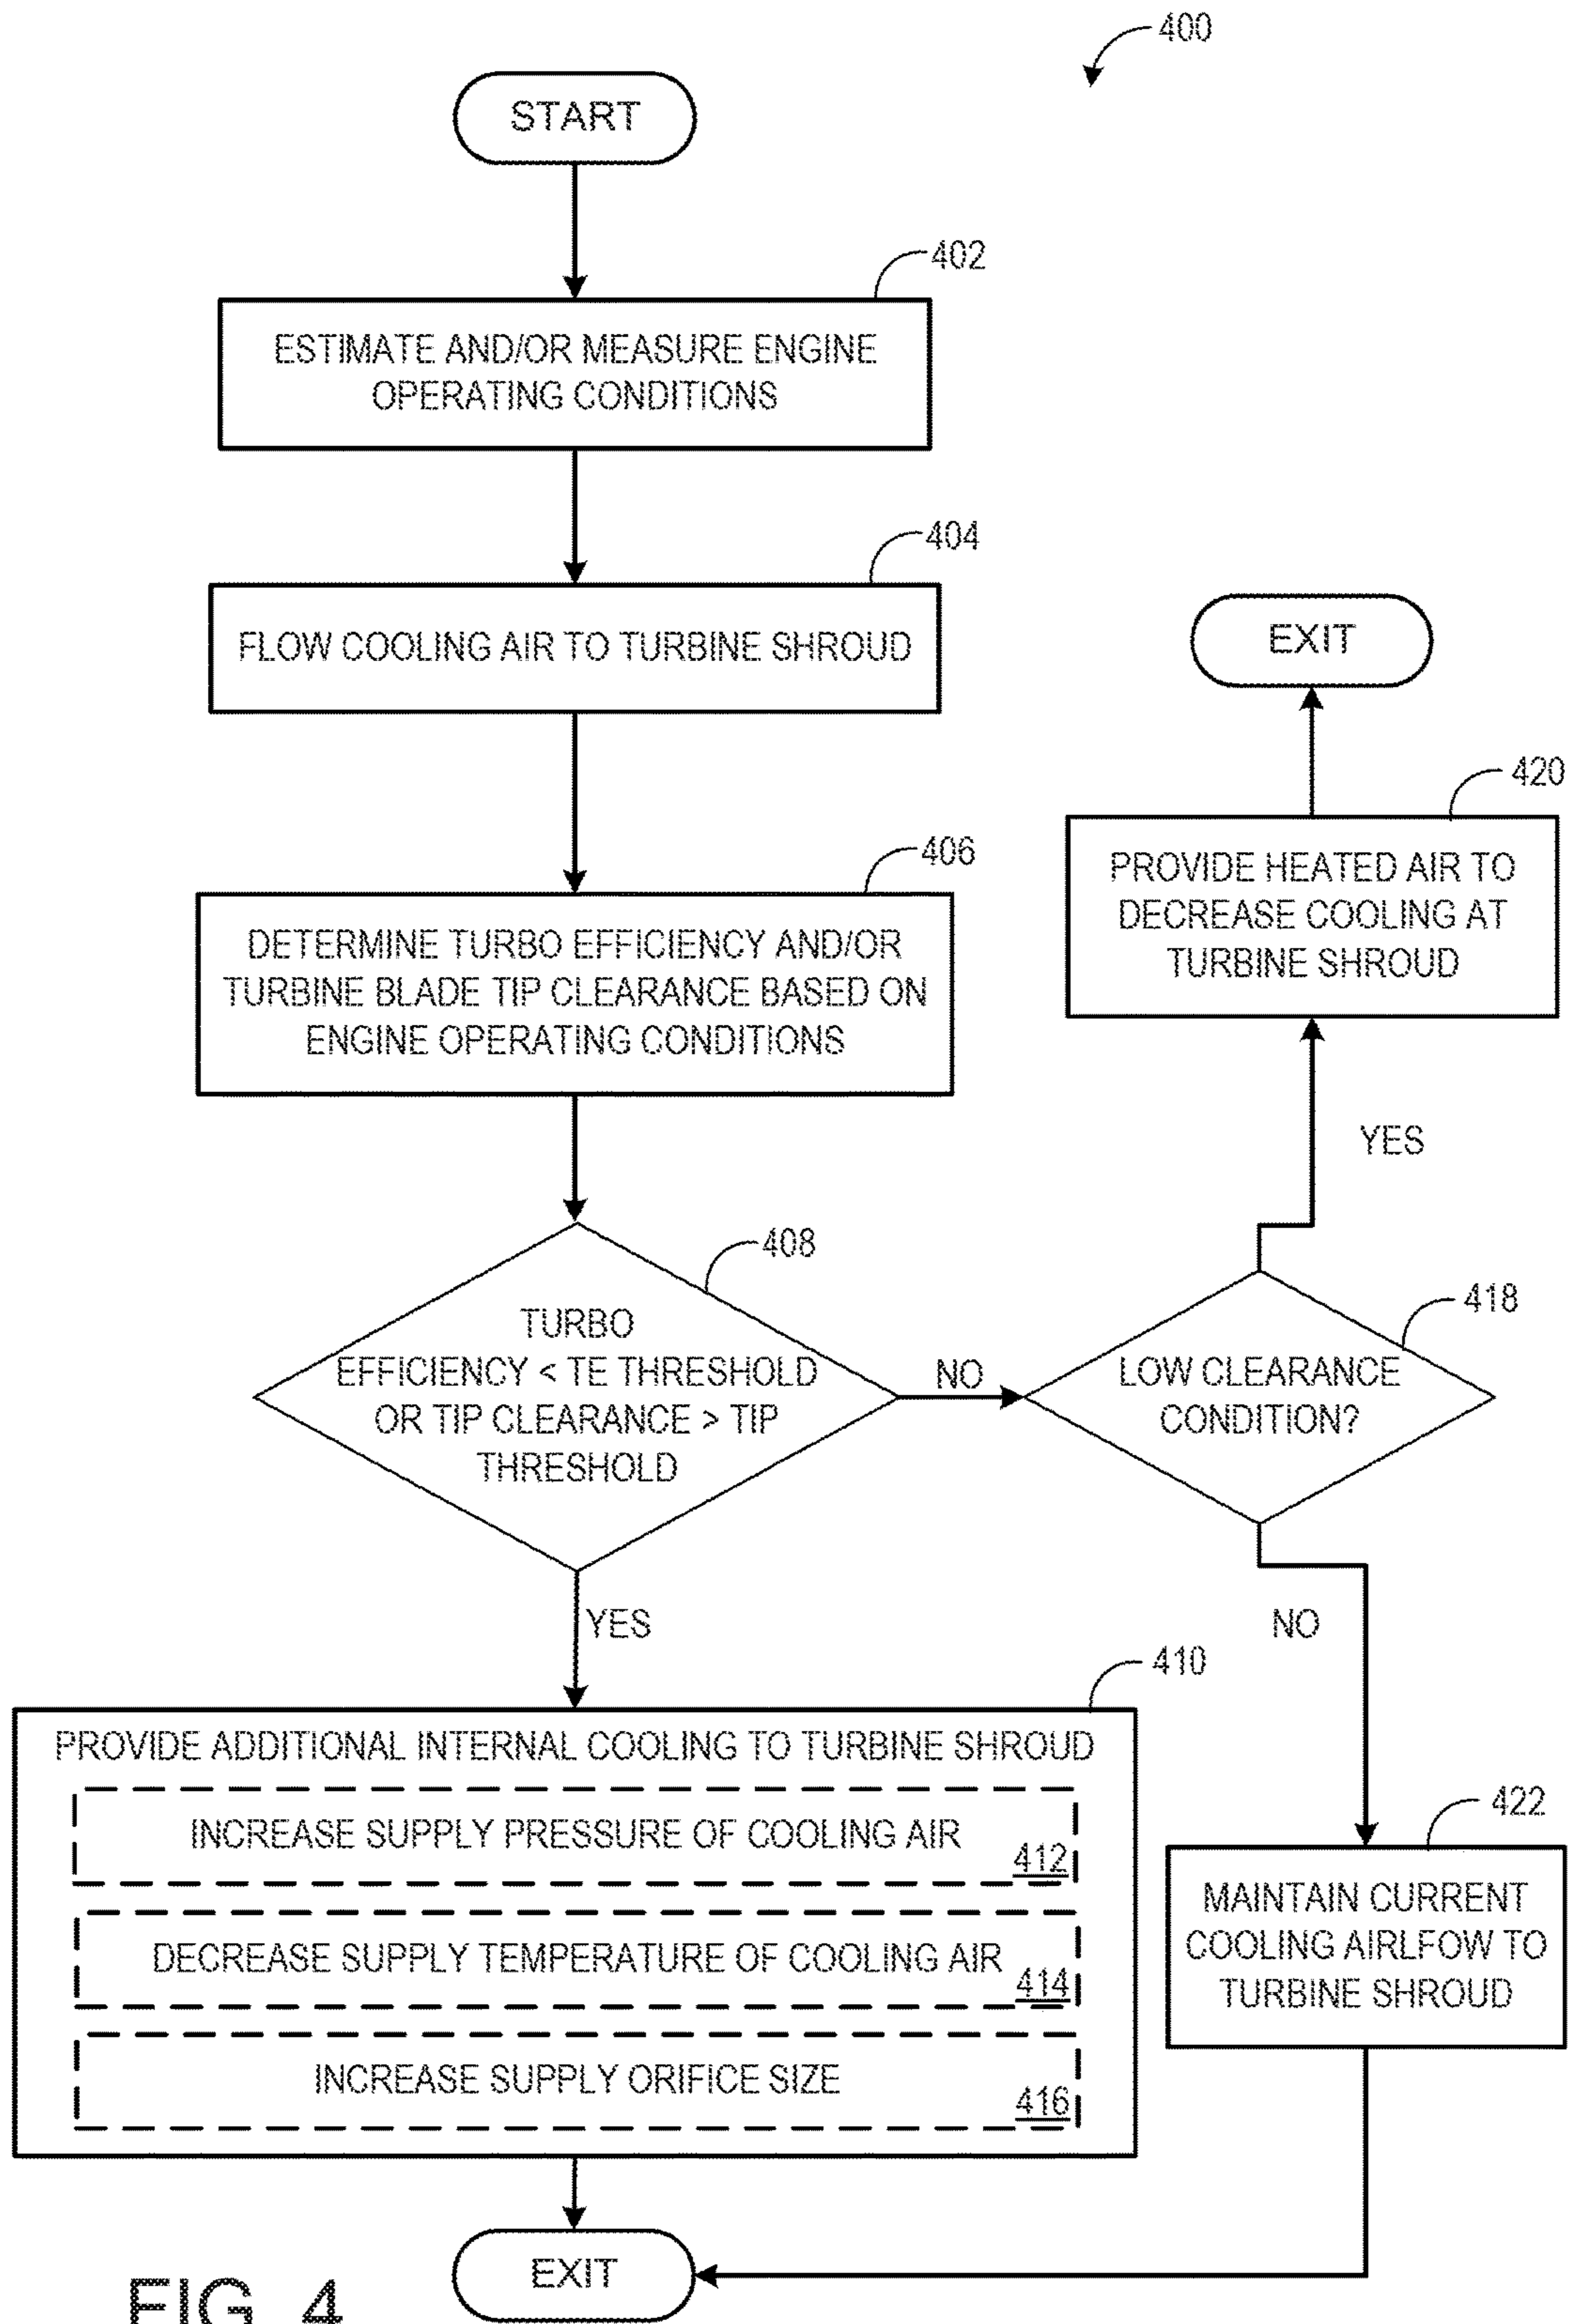 400
START
402
ESTIMATE AND/OR MEASURE ENGINE
OPERATING CONDITIONS
404
FLOW COOLING AIR TO TURBINE SHROUD
406
DETERMINE TURBO EFFICIENCY AND/OR
TURBINE BLADE TIP CLEARANCE BASED ON
ENGINE OPERATING CONDITIONS
408
TURBO
EFFICIENCY < TE THRESHOLD
OR TIP CLEARANCE > TIP
THRESHOLD
NO
YES
418
LOW CLEARANCE
CONDITION?
YES
420
PROVIDE HEATED AIR TO
DECREASE COOLING AT
TURBINE SHROUD
EXIT
NO
410
PROVIDE ADDITIONAL INTERNAL COOLING TO TURBINE SHROUD
INCREASE SUPPLY PRESSURE OF COOLING AIR
412
DECREASE SUPPLY TEMPERATURE OF COOLING AIR
414
INCREASE SUPPLY ORIFICE SIZE
416
422
MAINTAIN CURRENT
COOLING AIRLFOW TO
TURBINE SHROUD
EXIT
FIG. 4